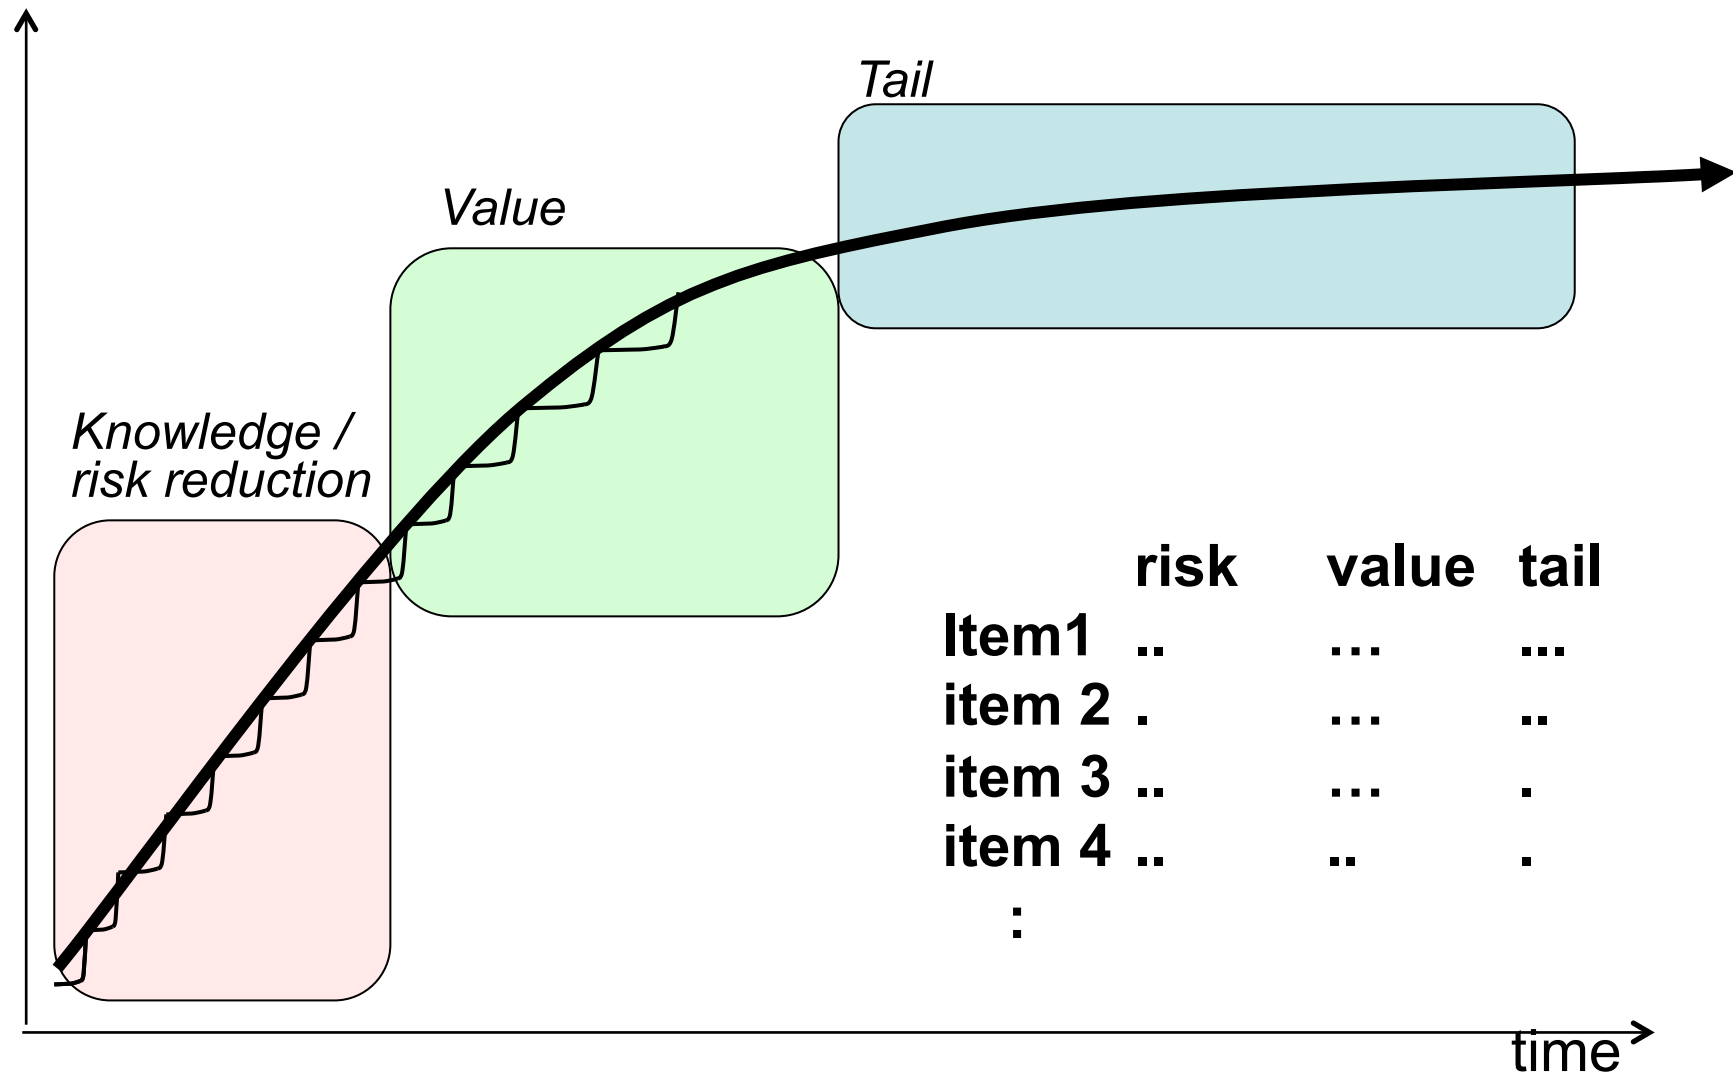 Tail
Value
Knowledge /
risk reduction
risk value tail
Item1 .. ... ...
item 2 . ... ..
item 3 .. ... .
item 4 .. .. .
:
time